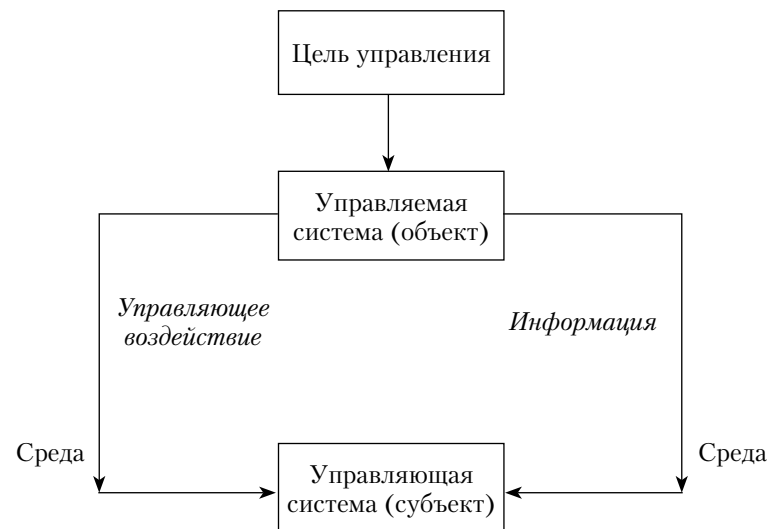 Цель управления
Управляемая
система (объект)
Управляющее
воздействие
Информация
Среда
Среда
Управляющая
система (субъект)